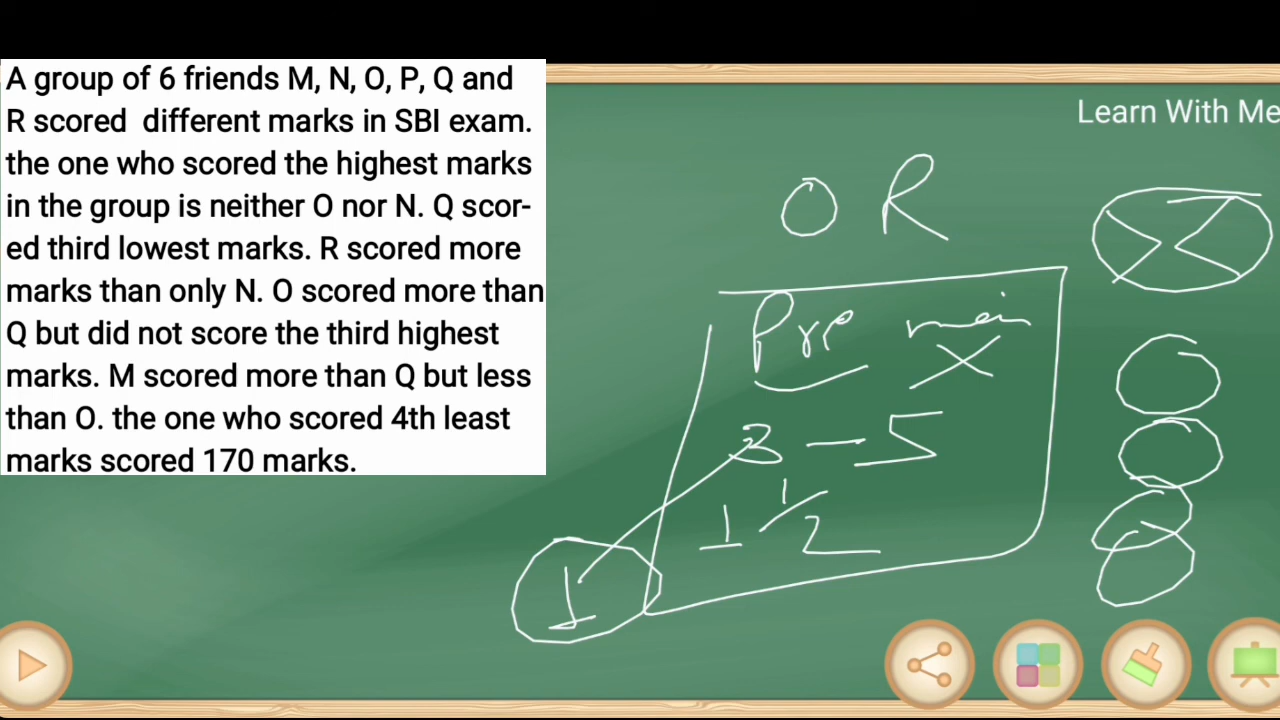 A group of 6 friends M, N, O, P, Q and
R scored different marks in SBI exam.
the one who scored the highest marks
in the group is neither O nor N. Q scor-
ed third lowest marks. R scored more
marks than only N. O scored more than
Q but did not score the third highest
marks. M scored more than Q but less
than O. the one who scored 4th least
marks scored 170 marks.
Learn With Me
O R
Pre main
X
3 – 5
1 1/2
1